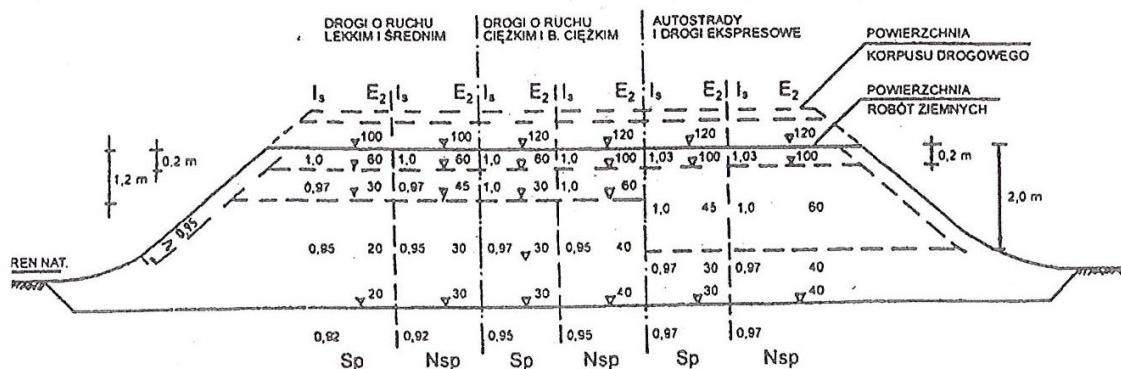 DROGI O RUCHU
LEKKIM I ŚREDNIM
DROGI O RUCHU
CIĘŻKIM I B. CIĘŻKIM
AUTOSTRADY
I DROGI EKSPRESOWE
POWIERZCHNIA
KORPUSU DROGOWEGO
POWIERZCHNIA
ROBÓT ZIEMNYCH
Is E2 Is E2 Is E2 Is E2 Is E2 Is E2
100 100 120 120 120 120
0,2 m
1,2 m
1,0 60 1,0 60 1,0 60 1,0 100 1,03 100 1,03 100
0,2 m
0,97 30 0,97 45 1,0 30 1,0 60
2,0 m
1,0 45 1,0 60
≥ 0,95
0,85 20 0,95 30 0,97 30 0,95 40
REN NAT.
0,97 30 0,97 40
20 30 30 40 30 40
0,82 0,92 0,95 0,95 0,97 0,97
Sp Nsp Sp Nsp Sp Nsp